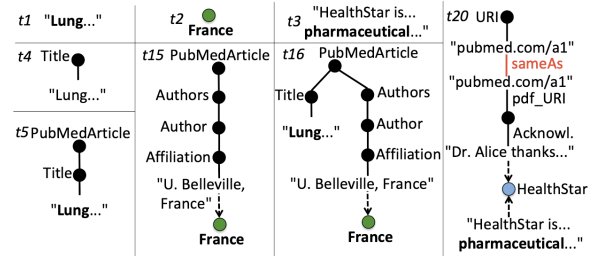 t1 "Lung..."
t2
France
t3 "HealthStar is...
pharmaceutical..."
t4 Title
"Lung..."
t5 PubMedArticle
Title
"Lung..."
t15 PubMedArticle
Authors
Author
Affiliation
"U. Belleville,
France"
France
t16 PubMedArticle
Title
"Lung..."
Authors
Author
Affiliation
"U. Belleville, France"
France
t20 URI
"pubmed.com/a1"
sameAs
"pubmed.com/a1"
pdf_URI
Acknowl.
"Dr. Alice thanks..."
HealthStar
"HealthStar is...
pharmaceutical..."